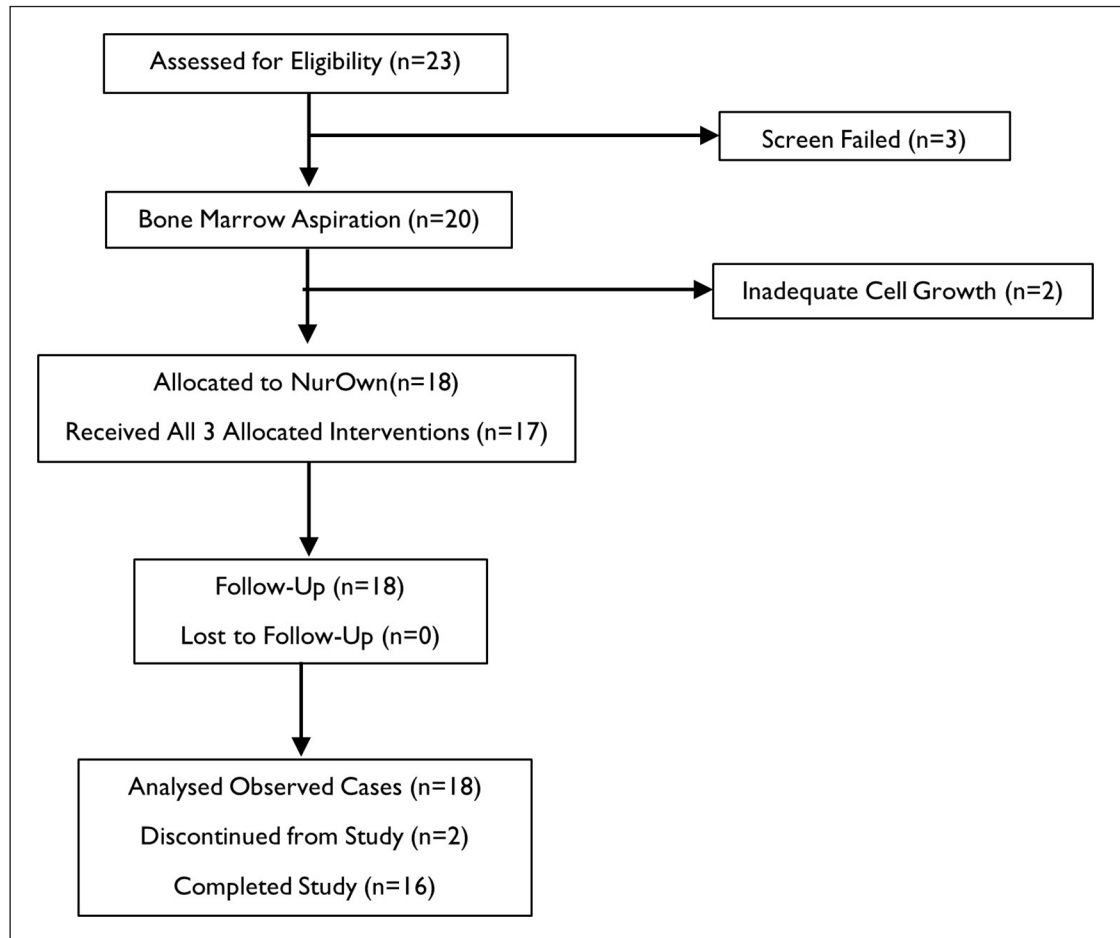 Assessed for Eligibility (n=23)
Screen Failed (n=3)
Bone Marrow Aspiration (n=20)
Inadequate Cell Growth (n=2)
Allocated to NurOwn(n=18)
Received All 3 Allocated Interventions (n=17)
Follow-Up (n=18)
Lost to Follow-Up (n=0)
Analysed Observed Cases (n=18)
Discontinued from Study (n=2)
Completed Study (n=16)